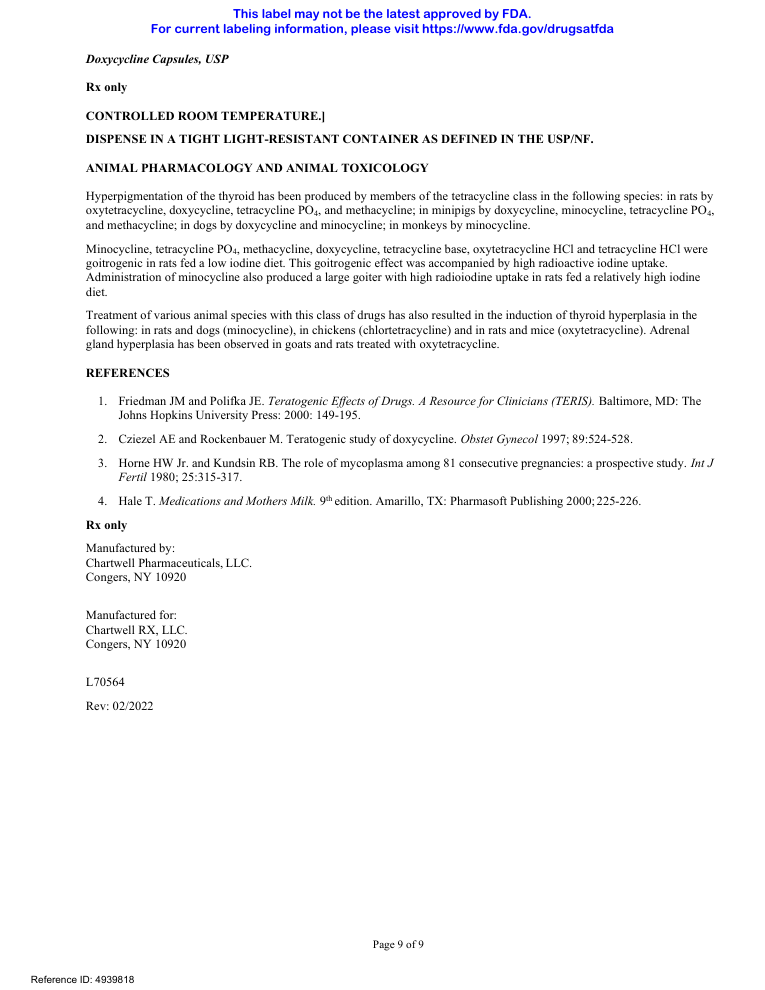 This label may not be the latest approved by FDA.
For current labeling information, please visit https://www.fda.gov/drugsatfda
Doxycycline Capsules, USP
Rx only
CONTROLLED ROOM TEMPERATURE.]
DISPENSE IN A TIGHT LIGHT-RESISTANT CONTAINER AS DEFINED IN THE USP/NF.
ANIMAL PHARMACOLOGY AND ANIMAL TOXICOLOGY
Hyperpigmentation of the thyroid has been produced by members of the tetracycline class in the following species: in rats by
oxytetracycline, doxycycline, tetracycline PO₄, and methacycline; in minipigs by doxycycline, minocycline, tetracycline PO₄,
and methacycline; in dogs by doxycycline and minocycline; in monkeys by minocycline.
Minocycline, tetracycline PO₄, methacycline, doxycycline, tetracycline base, oxytetracycline HCl and tetracycline HCl were
goitrogenic in rats fed a low iodine diet. This goitrogenic effect was accompanied by high radioactive iodine uptake.
Administration of minocycline also produced a large goiter with high radioiodine uptake in rats fed a relatively high iodine
diet.
Treatment of various animal species with this class of drugs has also resulted in the induction of thyroid hyperplasia in the
following: in rats and dogs (minocycline), in chickens (chlortetracycline) and in rats and mice (oxytetracycline). Adrenal
gland hyperplasia has been observed in goats and rats treated with oxytetracycline.
REFERENCES
1. Friedman JM and Polifka JE. Teratogenic Effects of Drugs. A Resource for Clinicians (TERIS). Baltimore, MD: The
Johns Hopkins University Press: 2000: 149-195.
2. Cziezel AE and Rockenbauer M. Teratogenic study of doxycycline. Obstet Gynecol 1997; 89:524-528.
3. Horne HW Jr. and Kundsin RB. The role of mycoplasma among 81 consecutive pregnancies: a prospective study. Int J
Fertil 1980; 25:315-317.
4. Hale T. Medications and Mothers Milk. 9th edition. Amarillo, TX: Pharmasoft Publishing 2000; 225-226.
Rx only
Manufactured by:
Chartwell Pharmaceuticals, LLC.
Congers, NY 10920
Manufactured for:
Chartwell RX, LLC.
Congers, NY 10920
L70564
Rev: 02/2022
Page 9 of 9
Reference ID: 4939818